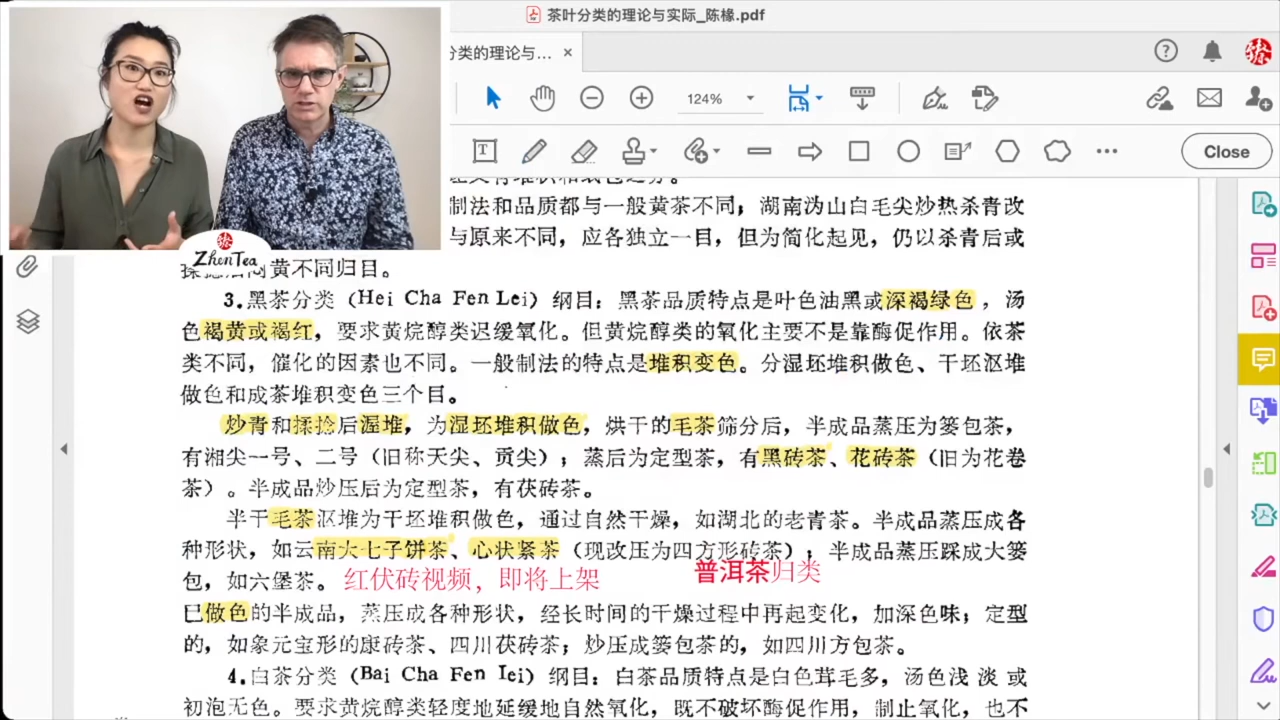 茶叶分类的理论与实际_陈椽.pdf
分类的理论与实...
124%
T
Close
制法和品质都与一般黄茶不同；湖南沩山白毛尖炒热杀青改
与原来不同，应各独立一目，但为简化起见，仍以杀青后或
ZhenTea
黄不同归目。
3.黑茶分类（Hei Cha Fen Lei）纲目：黑茶品质特点是叶色油黑或深褐绿色，汤
色褐黄或褐红，要求黄烷醇类迟缓氧化。但黄烷醇类的氧化主要不是靠酶促作用。依茶
类不同，催化的因素也不同。一般制法的特点是堆积变色。分湿坯堆积做色、干坯沤堆
做色和成茶堆积变色三个目。
炒青和揉捻后渥堆，为湿坯堆积做色，烘干的毛茶筛分后，半成品蒸压为篓包茶，
有湘尖一号、二号（旧称天尖、贡尖）；蒸后为定型茶，有黑砖茶、花砖茶（旧为花卷
茶）。半成品炒压后为定型茶，有茯砖茶。
半干毛茶沤堆为干坯堆积做色，通过自然干燥，如湖北的老青茶。半成品蒸压成各
种形状，如云南大七子饼茶、心状紧茶（现改压为四方形砖茶）；半成品蒸压踩成大篓
包，如六堡茶。 红伏砖视频，即将上架 普洱茶归类
已做色的半成品，蒸压成各种形状，经长时间的干燥过程中再起变化，加深色味；定型
的，如象元宝形的康砖茶、四川茯砖茶；炒压成篓包茶的，如四川方包茶。
4.白茶分类（Bai Cha Fen Iei）纲目：白茶品质特点是白色茸毛多，汤色浅 淡 或
初泡无色。要求黄烷醇类轻度地延缓地自然氧化，既不破坏酶促作用，制止氧化，也不